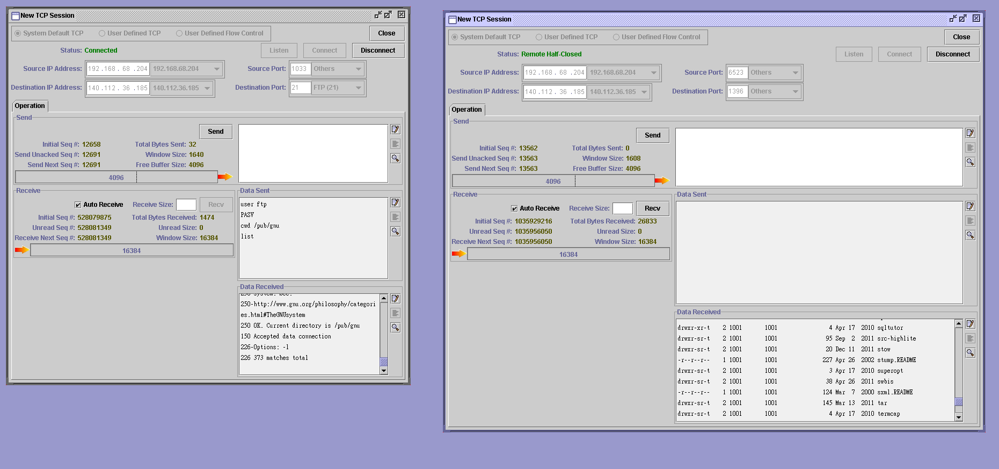 New TCP Session
System Default TCP User Defined TCP User Defined Flow Control
Close
Status: Connected
Listen Connect Disconnect
Source IP Address: 192.168. 68 .204 192.168.68.204 Source Port: 1033 Others
Destination IP Address: 140.112. 36 .185 140.112.36.185 Destination Port: 21 FTP (21)
Operation
Send
Send
Initial Seq #: 12658 Total Bytes Sent: 32
Send Unacked Seq #: 12691 Window Size: 1640
Send Next Seq #: 12691 Free Buffer Size: 4096
4096
Receive
Auto Receive Receive Size: Recv
Initial Seq #: 528079875 Total Bytes Received: 1474
Unread Seq #: 528081349 Unread Size: 0
Receive Next Seq #: 528081349 Window Size: 16384
16384
Data Sent
user ftp
PASV
cwd /pub/gnu
list
Data Received
250-http://www.gnu.org/philosophy/categori
es.html#TheGNUsystem
250 OK. Current directory is /pub/gnu
150 Accepted data connection
226-Options: -l
226 373 matches total
New TCP Session
System Default TCP User Defined TCP User Defined Flow Control
Close
Status: Remote Half-Closed
Listen Connect Disconnect
Source IP Address: 192.168. 68 .204 192.168.68.204 Source Port: 6523 Others
Destination IP Address: 140.112. 36 .185 140.112.36.185 Destination Port: 1396 Others
Operation
Send
Send
Initial Seq #: 13562 Total Bytes Sent: 0
Send Unacked Seq #: 13563 Window Size: 1608
Send Next Seq #: 13563 Free Buffer Size: 4096
4096
Receive
Auto Receive Receive Size: Recv
Initial Seq #: 1035929216 Total Bytes Received: 26833
Unread Seq #: 1035956050 Unread Size: 0
Receive Next Seq #: 1035956050 Window Size: 16384
16384
Data Sent
Data Received
drwxr-xr-t 2 1001 1001 4 Apr 17 2010 sqltutor
drwxr-sr-t 2 1001 1001 95 Sep 2 2011 src-highlite
drwxr-sr-t 2 1001 1001 20 Dec 11 2011 stow
-r--r--r-- 1 1001 1001 227 Apr 26 2002 stump.README
drwxr-sr-t 2 1001 1001 3 Apr 17 2010 superopt
drwxr-sr-t 2 1001 1001 38 Apr 26 2011 swbis
-r--r--r-- 1 1001 1001 124 Mar 7 2000 sxml.README
drwxr-sr-t 2 1001 1001 145 Mar 13 2011 tar
drwxr-sr-t 2 1001 1001 4 Apr 17 2010 termcap